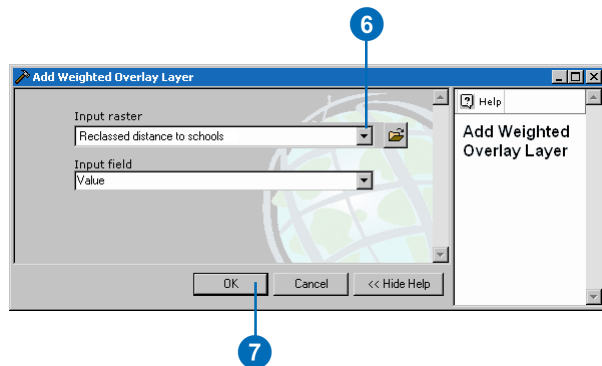 6
Add Weighted Overlay Layer
Input raster
Reclassed distance to schools
Input field
Value
OK
Cancel
<< Hide Help
Help
Add Weighted
Overlay Layer
7